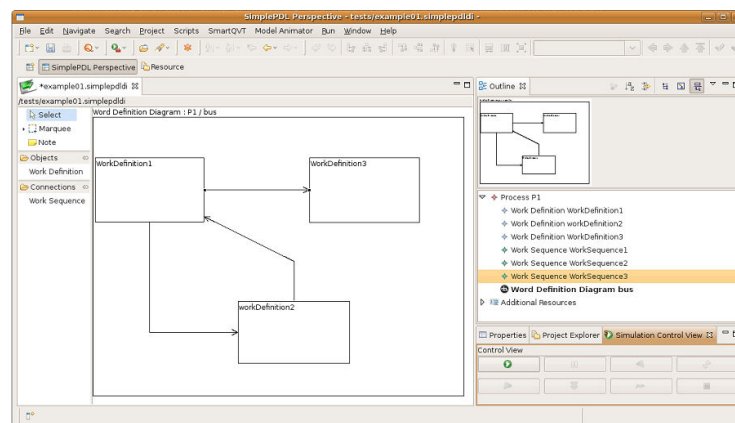 SimplePDL Perspective - tests/example01.simplepdldi -
File Edit Navigate Search Project Scripts SmartQVT Model Animator Run Window Help
SimplePDL Perspective Resource
*example01.simplepdldi
/tests/example01.simplepdldi
Select
Marquee
Note
Objects
Work Definition
Connections
Work Sequence
Word Definition Diagram : P1 / bus
WorkDefinition1
WorkDefinition3
workDefinition2
Outline
Process P1
Work Definition WorkDefinition1
Work Definition workDefinition2
Work Definition WorkDefinition3
Work Sequence WorkSequence1
Work Sequence WorkSequence2
Work Sequence WorkSequence3
Word Definition Diagram bus
Additional Resources
Properties Project Explorer Simulation Control View
Control View